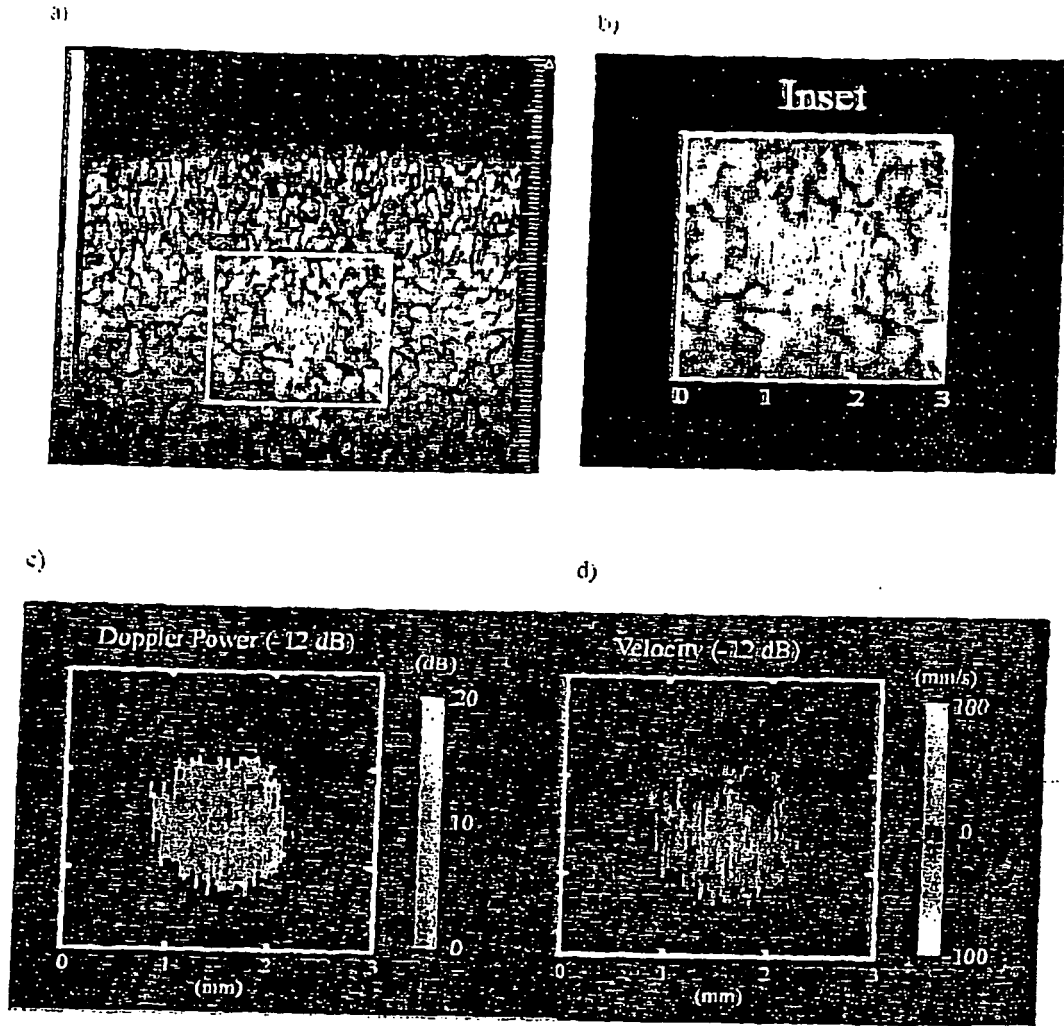 a)
b)
Inset
0 1 2 3
c)
d)
Doppler Power (-12 dB)
(dB)
20
10
0
0 1 2 3
(mm)
Velocity (-12 dB)
(mm/s)
100
0
-100
0 1 2 3
(mm)